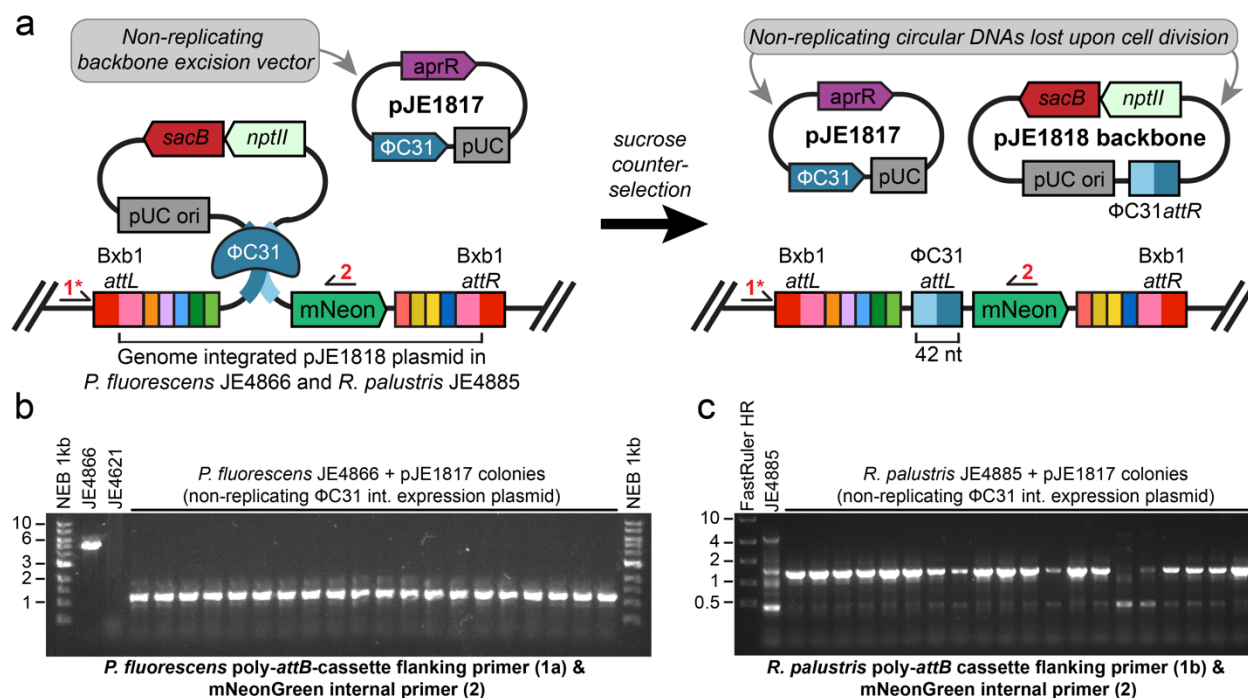 a
Non-replicating
backbone excision vector
aprR
pJE1817
ΦC31
pUC
sacB
nptII
pUC ori
ΦC31
Bxb1
attL
Bxb1
attR
1*
2
mNeon
Genome integrated pJE1818 plasmid in
P. fluorescens JE4866 and R. palustris JE4885
sucrose
counter-
selection
Non-replicating circular DNAs lost upon cell division
aprR
pJE1817
ΦC31
pUC
sacB
nptII
pJE1818 backbone
pUC ori
ΦC31attR
Bxb1
attL
ΦC31
attL
Bxb1
attR
1*
2
mNeon
42 nt
b
NEB 1kb
JE4866
JE4621
P. fluorescens JE4866 + pJE1817 colonies
(non-replicating ΦC31 int. expression plasmid)
NEB 1kb
10
6
3
2
1
P. fluorescens poly-attB-cassette flanking primer (1a) &
mNeonGreen internal primer (2)
c
FastRuler HR
JE4885
R. palustris JE4885 + pJE1817 colonies
(non-replicating ΦC31 int. expression plasmid)
10
4
2
1
0.5
R. palustris poly-attB cassette flanking primer (1b) &
mNeonGreen internal primer (2)